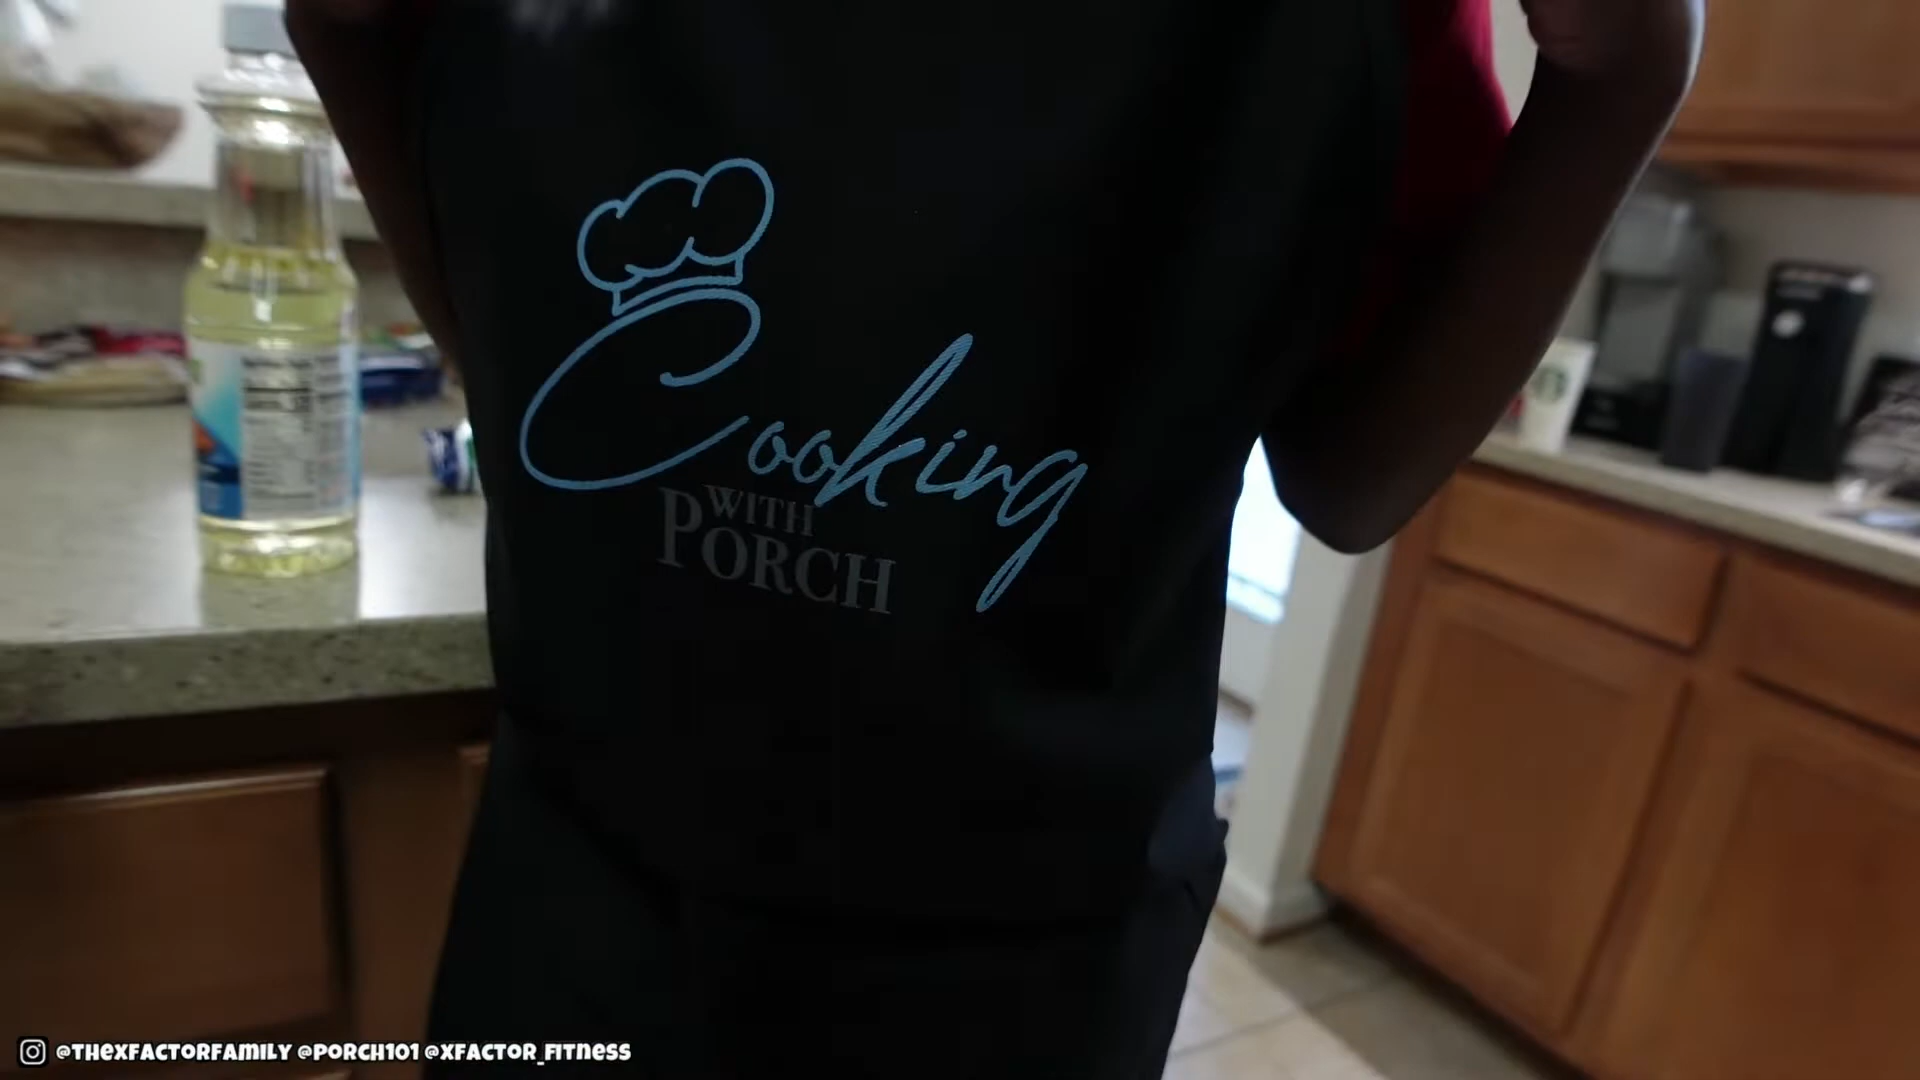 Cooking
WITH
PORCH
@THEXFACTORFAMILY @PORCH101 @XFACTOR_FITNESS